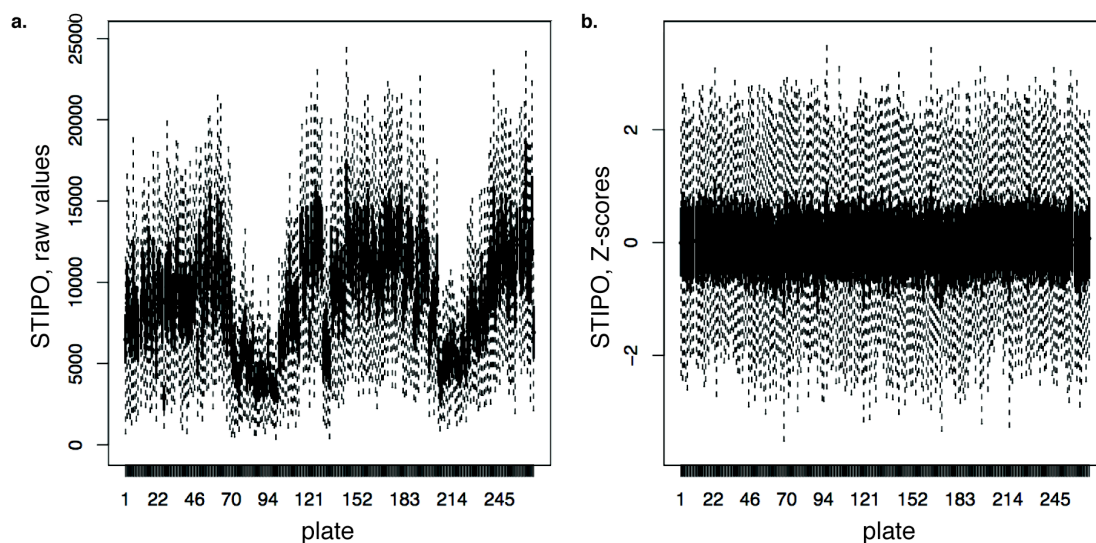 a.
STIPO, raw values
25000
20000
15000
10000
5000
0
1 22 46 70 94 121 152 183 214 245
plate
b.
STIPO, Z-scores
2
0
−2
1 22 46 70 94 121 152 183 214 245
plate